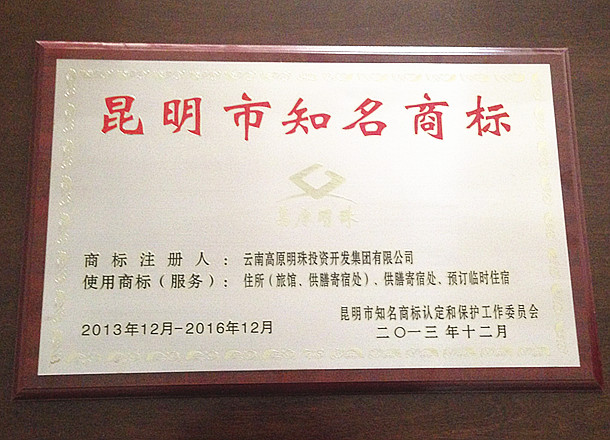 昆明市知名商标
高原明珠
商标注册人：云南高原明珠投资开发集团有限公司
使用商标（服务）：住所（旅馆、供膳寄宿处）、供膳寄宿处、预订临时住宿
昆明市知名商标认定和保护工作委员会
2013年12月-2016年12月
二〇一三年十二月